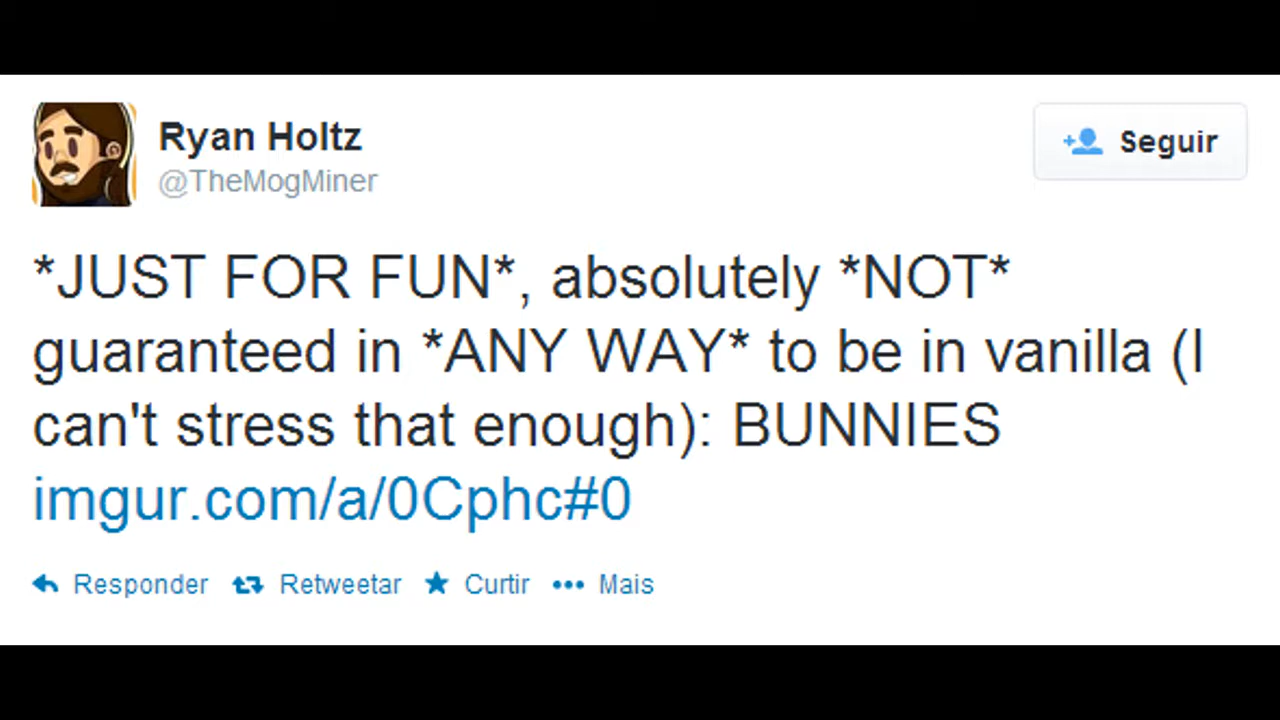 Ryan Holtz
@TheMogMiner
Seguir
*JUST FOR FUN*, absolutely *NOT*
guaranteed in *ANY WAY* to be in vanilla (I
can't stress that enough): BUNNIES
imgur.com/a/0Cphc#0
Responder Retweetar Curtir Mais